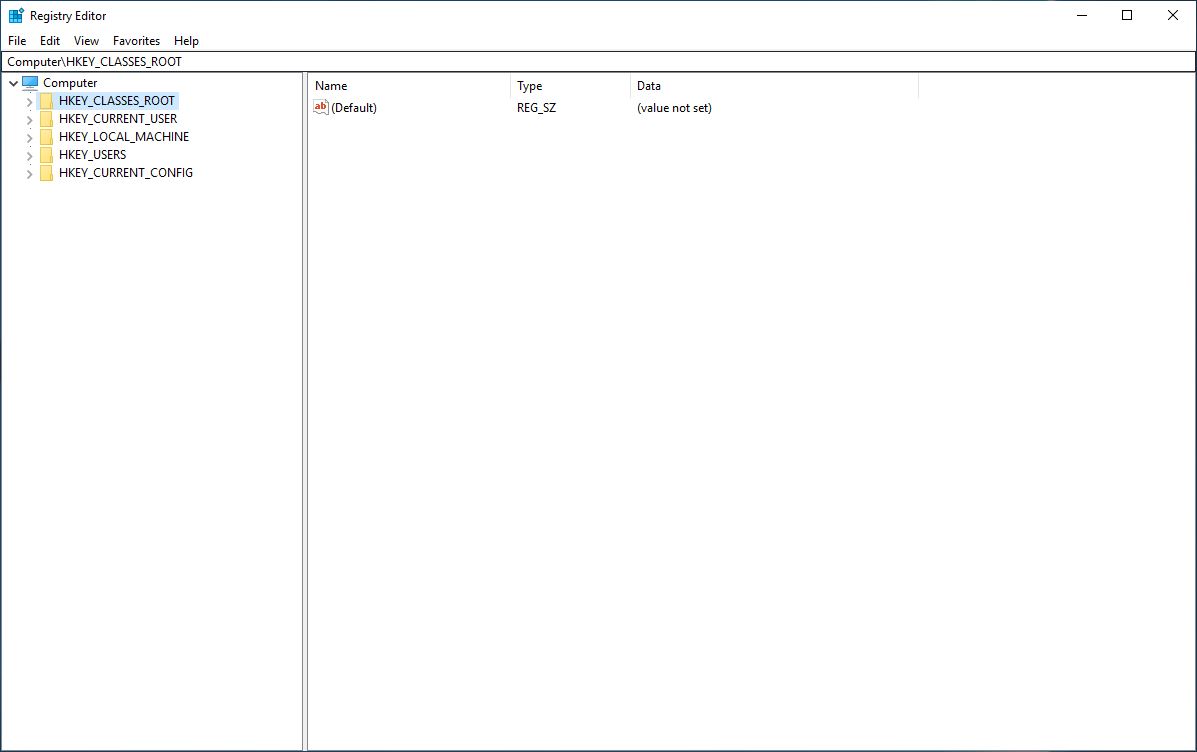 Registry Editor
File Edit View Favorites Help
Computer\HKEY_CLASSES_ROOT
Computer
HKEY_CLASSES_ROOT
HKEY_CURRENT_USER
HKEY_LOCAL_MACHINE
HKEY_USERS
HKEY_CURRENT_CONFIG
Name Type Data
ab (Default) REG_SZ (value not set)